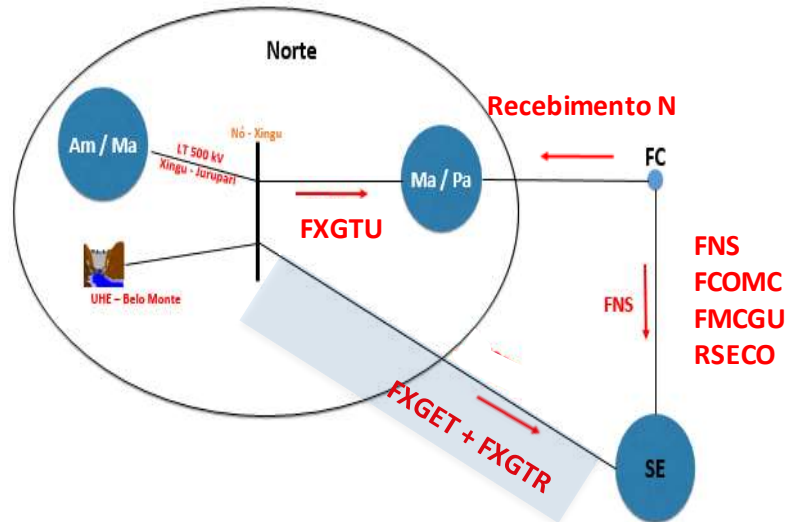 Norte
Recebimento N
Nó - Xingu
Am / Ma
LT 500 kV
Xingu - Jurupari
Ma / Pa
FC
FXGTU
UHE – Belo Monte
FNS
FNS
FCOMC
FMCGU
RSECO
FXGET + FXGTR
SE